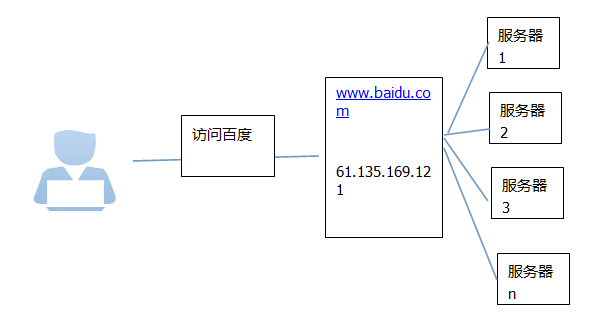 访问百度
www.baidu.co
m
61.135.169.12
1
服务器
1
服务器
2
服务器
3
服务器
n